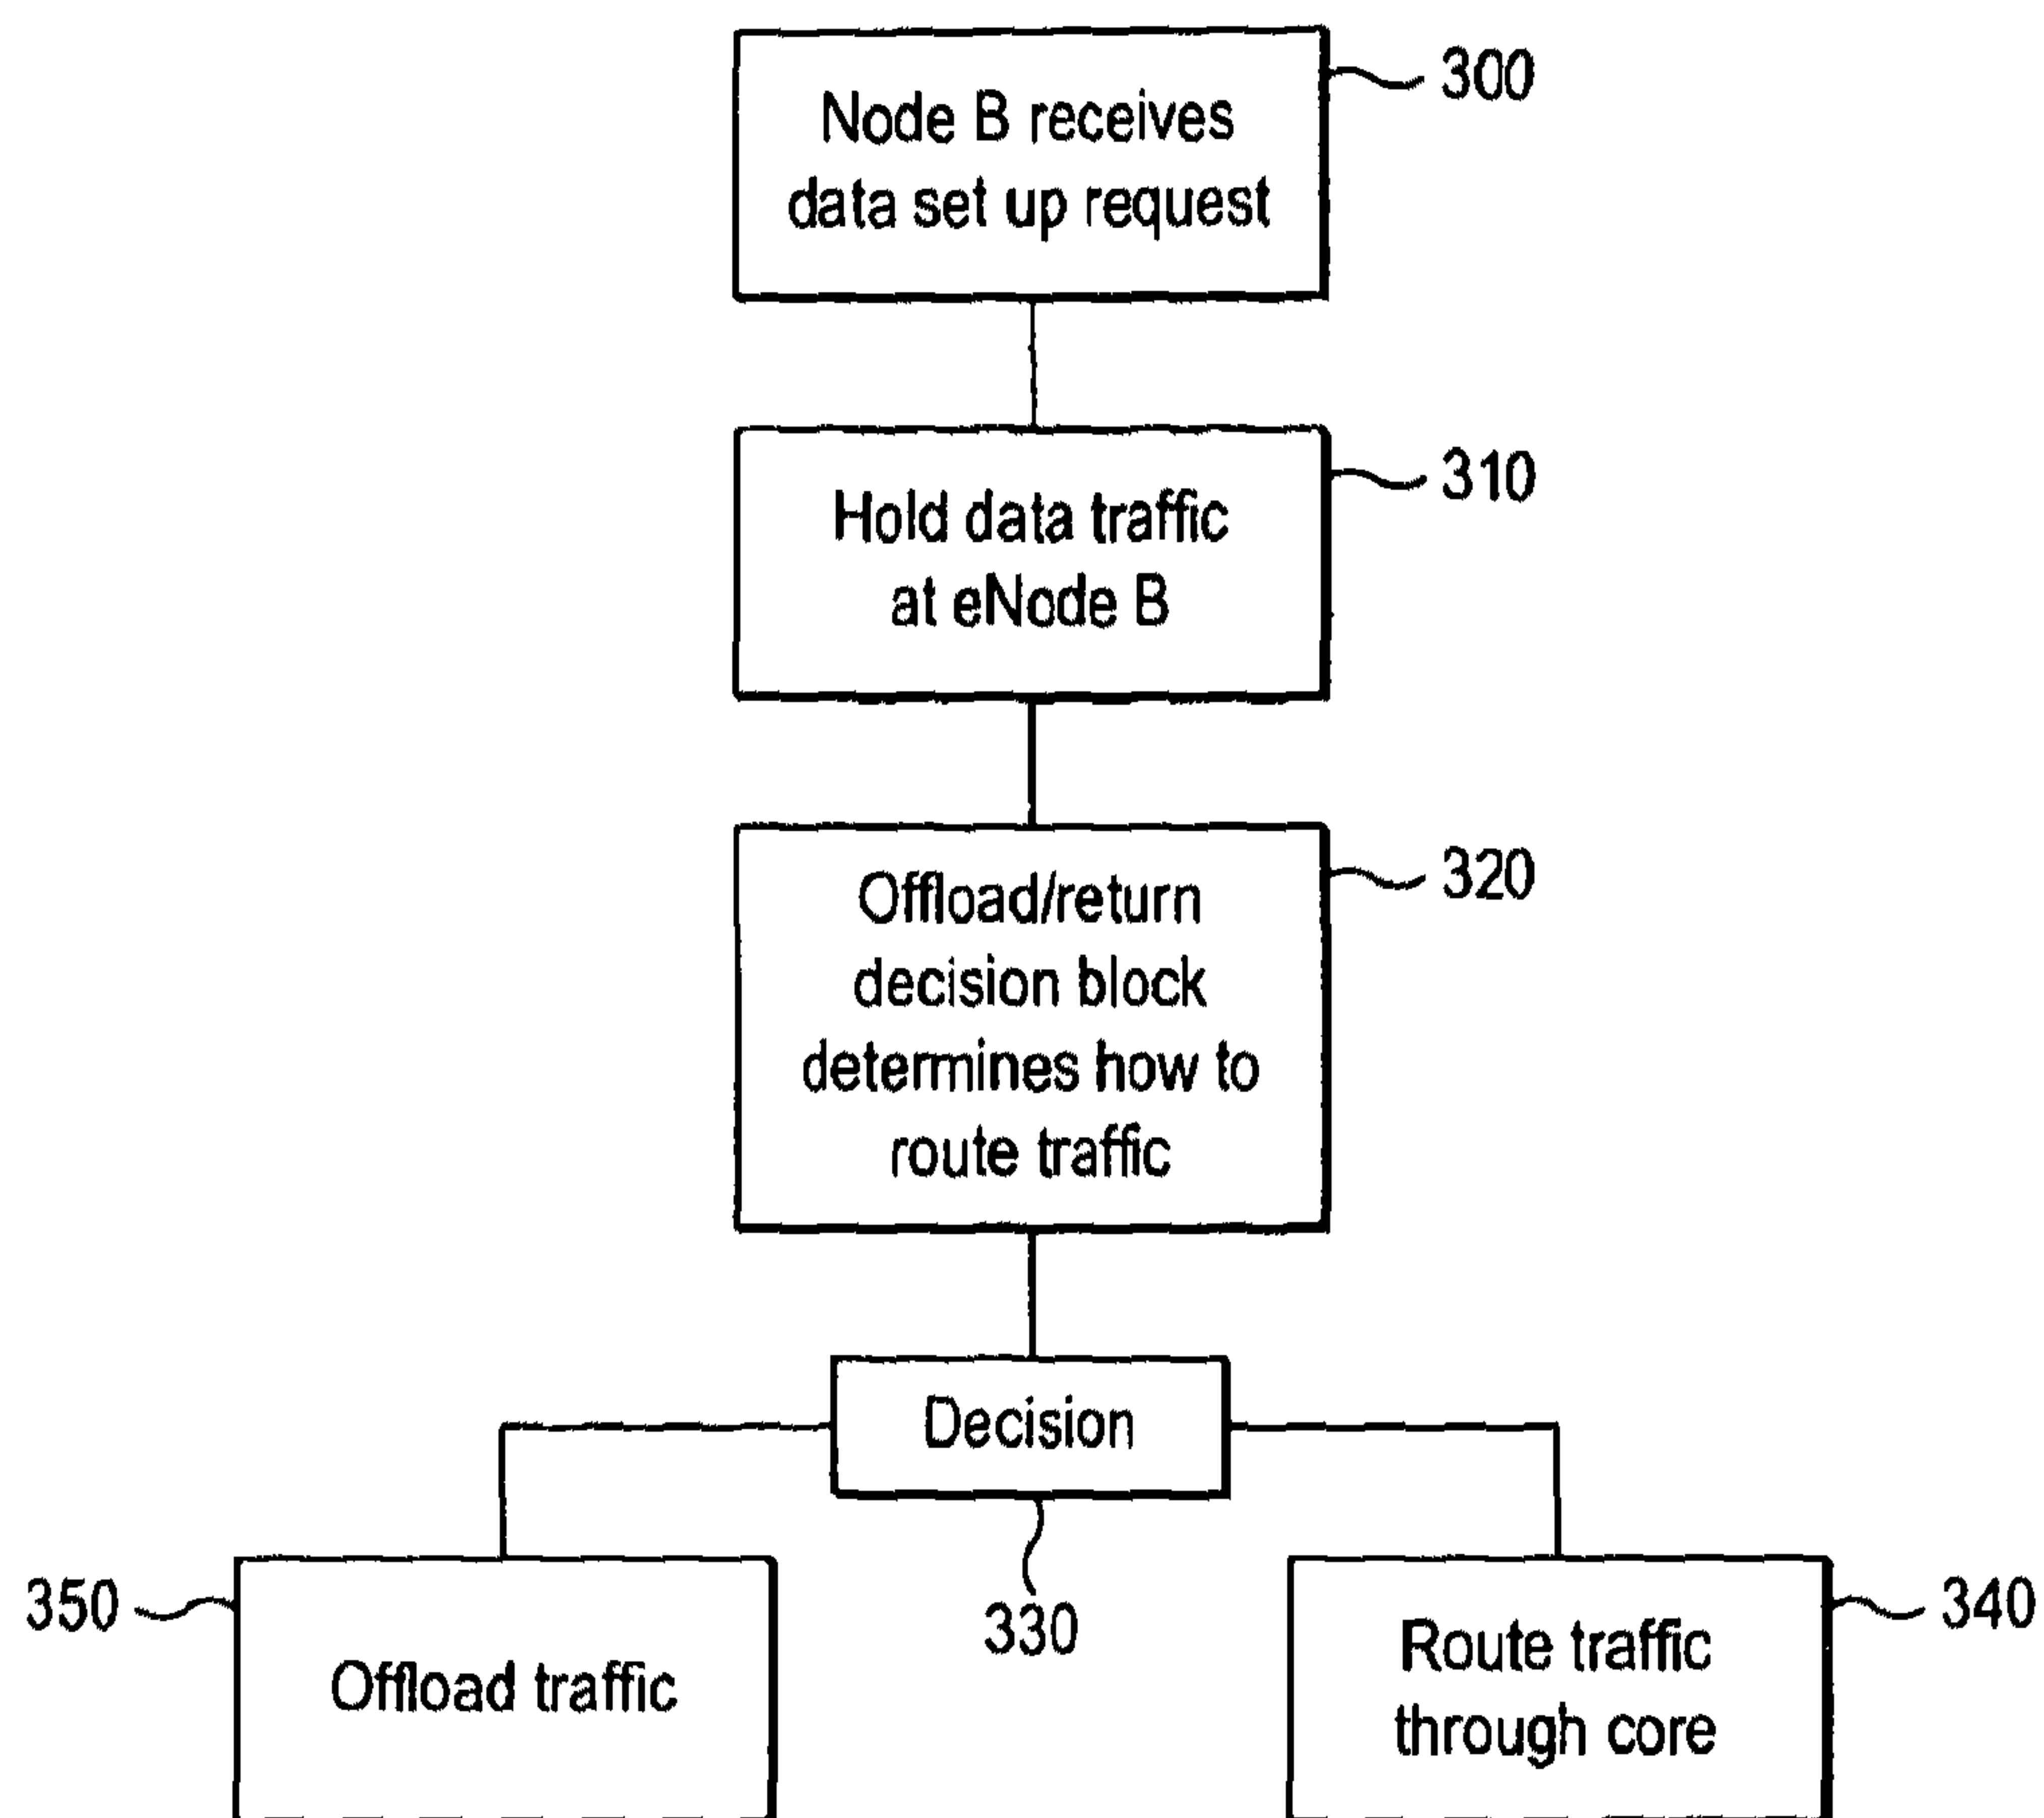 Node B receives
data set up request
300
Hold data traffic
at eNode B
310
Offload/return
decision block
determines how to
route traffic
320
Decision
330
350
Offload traffic
Route traffic
through core
340